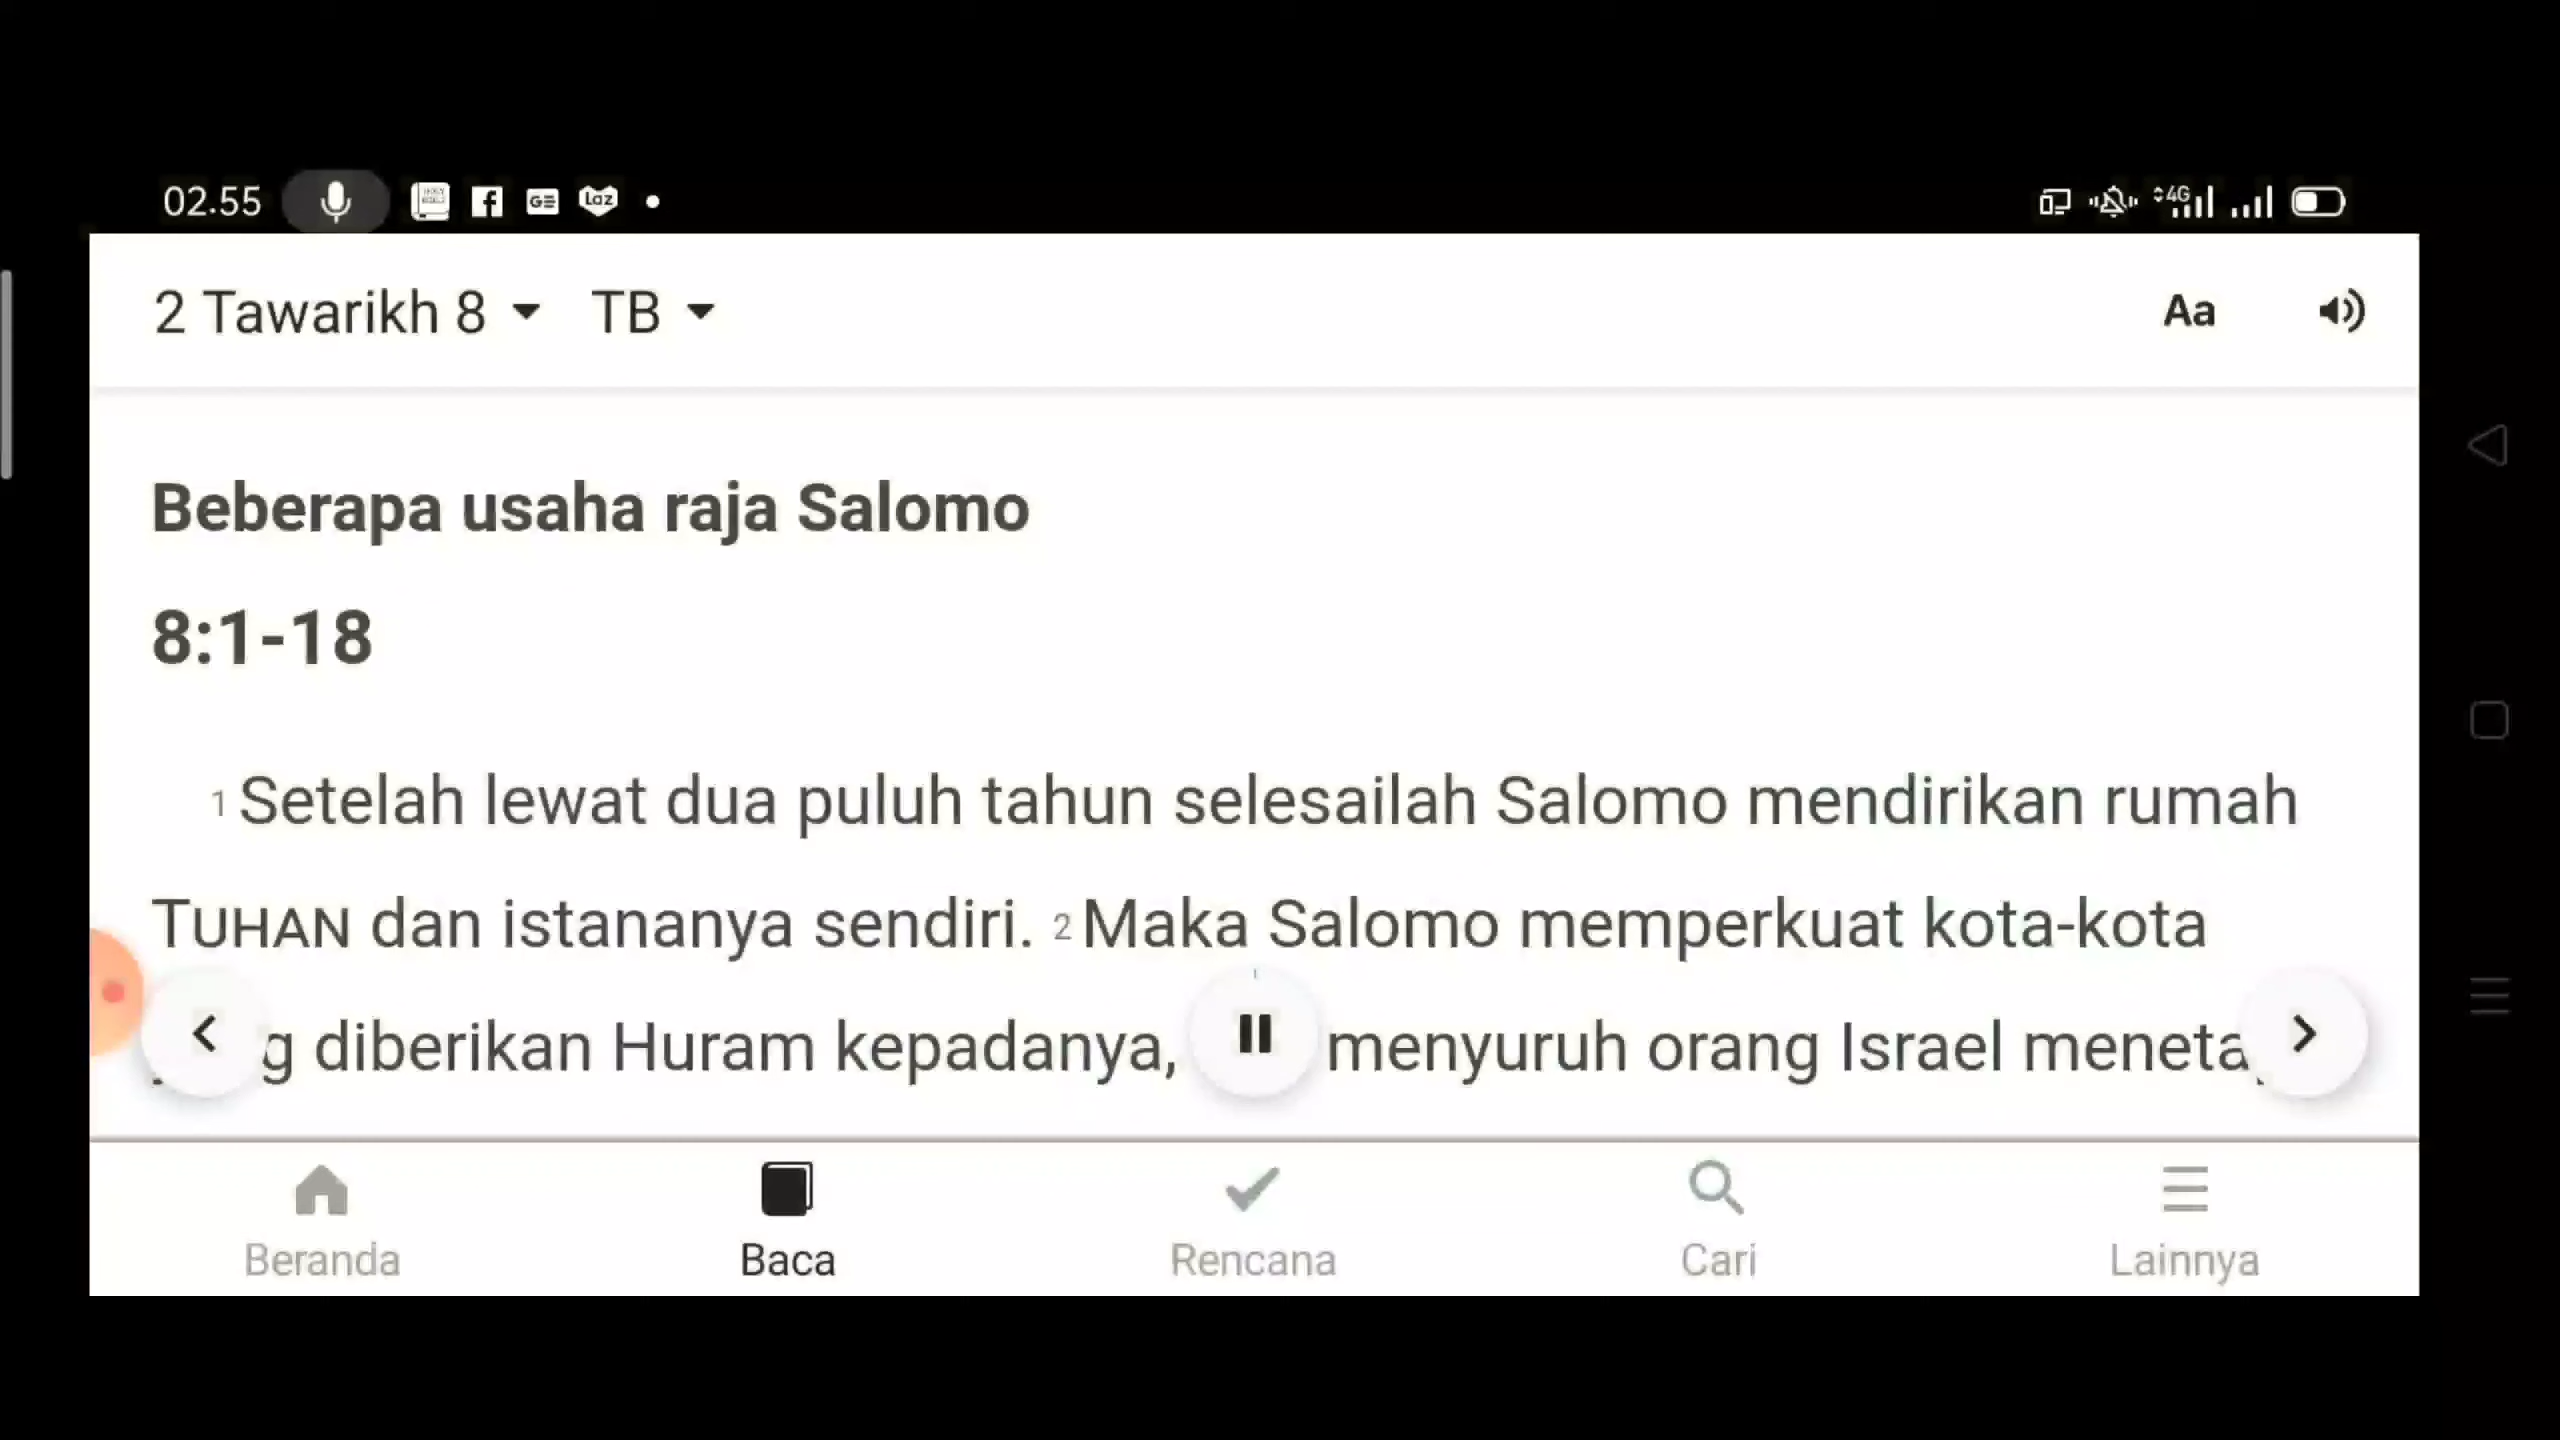 02.55
4G
2 Tawarikh 8 TB Aa
Beberapa usaha raja Salomo
8:1-18
1 Setelah lewat dua puluh tahun selesailah Salomo mendirikan rumah
TUHAN dan istananya sendiri. 2 Maka Salomo memperkuat kota-kota
diberikan Huram kepadanya, menyuruh orang Israel
Beranda Baca Rencana Cari Lainnya